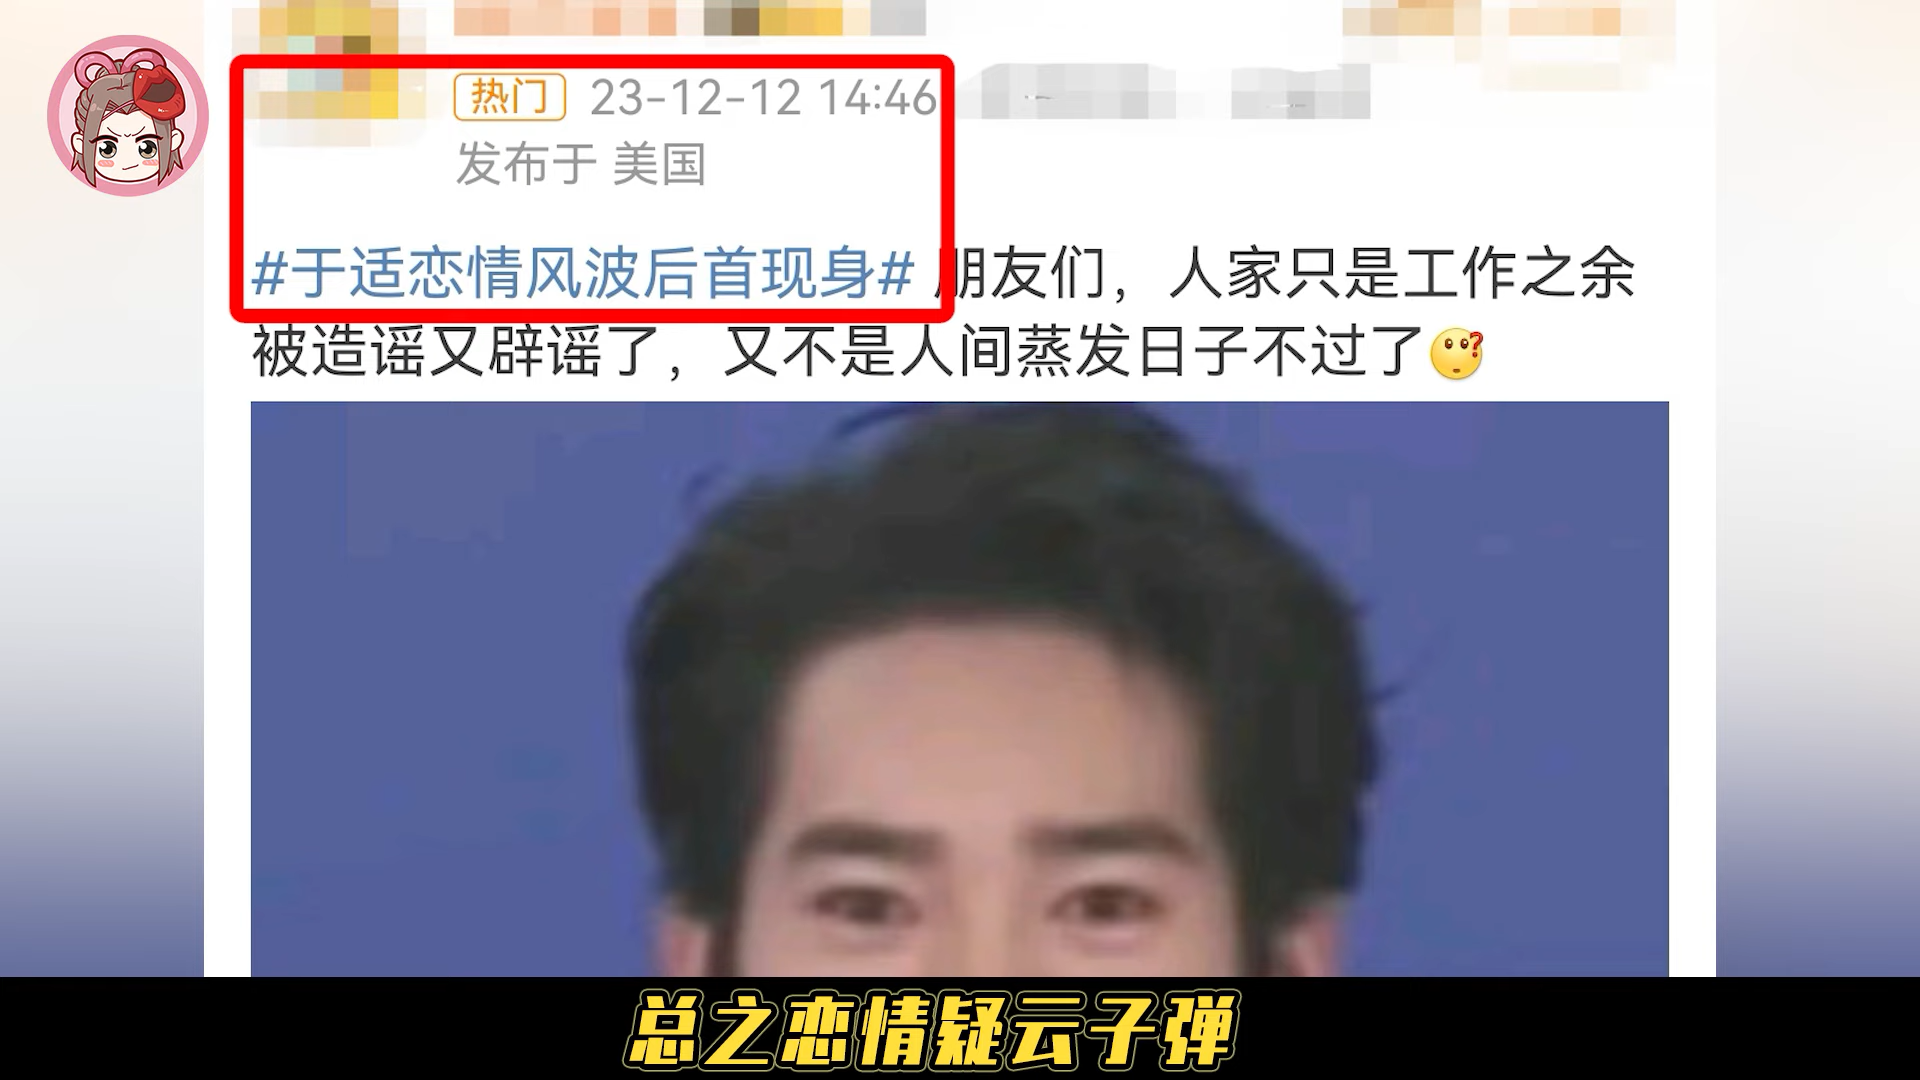 热门 23-12-12 14:46
发布于 美国
#于适恋情风波后首现身# 朋友们，人家只是工作之余
被造谣又辟谣了，又不是人间蒸发日子不过了
总之恋情疑云子弹